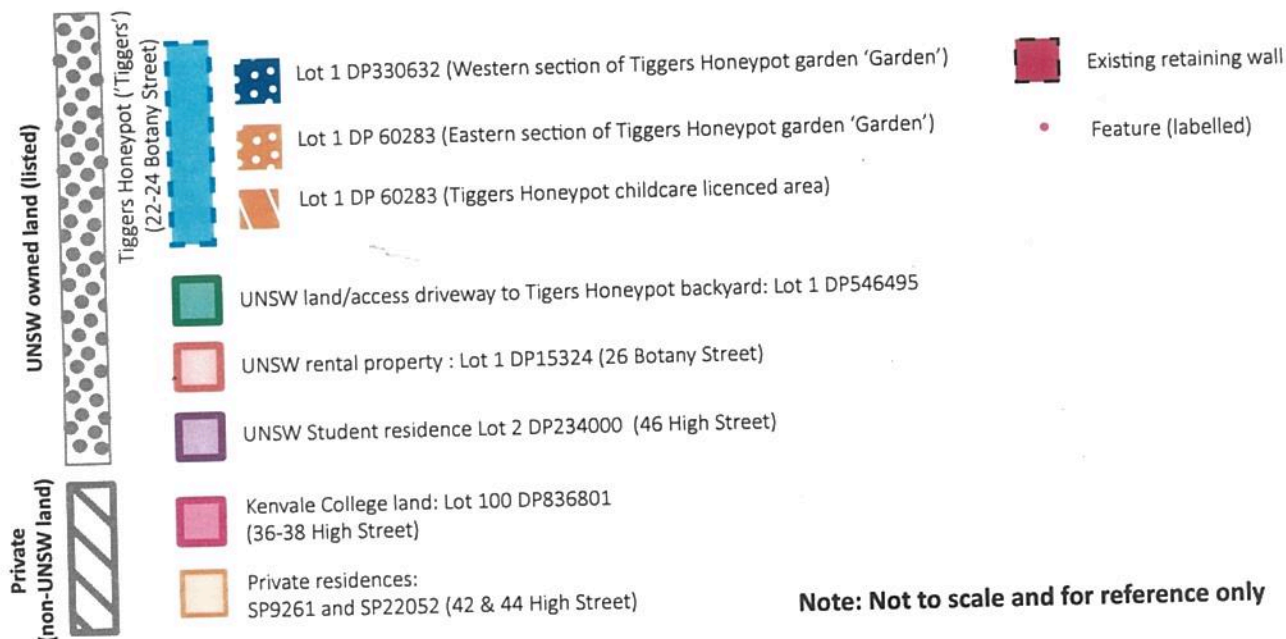 UNSW owned land (listed)
Tiggers Honeypot ('Tiggers')
(22-24 Botany Street)
Lot 1 DP330632 (Western section of Tiggers Honeypot garden 'Garden')
Lot 1 DP 60283 (Eastern section of Tiggers Honeypot garden 'Garden')
Lot 1 DP 60283 (Tiggers Honeypot childcare licenced area)
UNSW land/access driveway to Tigers Honeypot backyard: Lot 1 DP546495
UNSW rental property : Lot 1 DP15324 (26 Botany Street)
UNSW Student residence Lot 2 DP234000 (46 High Street)
Private
(non-UNSW land)
Kenvale College land: Lot 100 DP836801
(36-38 High Street)
Private residences:
SP9261 and SP22052 (42 & 44 High Street)
Existing retaining wall
Feature (labelled)
Note: Not to scale and for reference only